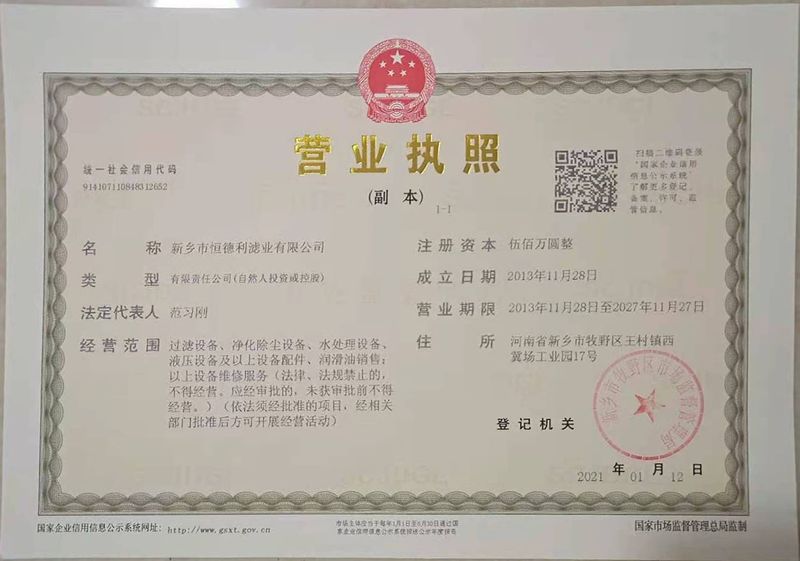 营业执照
(副 本)
1-1
统一社会信用代码
914107110848312652
扫描二维码登录
“国家企业信用
信息公示系统”
了解更多登记、
备案、许可、监
管信息。
名 称 新乡市恒德利滤业有限公司
类 型 有限责任公司(自然人投资或控股)
法定代表人 范习刚
经营范围 过滤设备、净化除尘设备、水处理设备、
液压设备及以上设备配件、润滑油销售;
以上设备维修服务(法律、法规禁止的,
不得经营。应经审批的,未获审批前不得
经营。)(依法须经批准的项目,经相关
部门批准后方可开展经营活动)
注册资本 伍佰万圆整
成立日期 2013年11月28日
营业期限 2013年11月28日至2027年11月27日
住 所 河南省新乡市牧野区王村镇西
冀场工业园17号
登记机关
新乡市牧野区市场监督管理局
2021 年 01 月 12 日
国家企业信用信息公示系统网址:http://www.gsxt.gov.cn
市场主体应当于每年1月1日至6月30日通过国
家企业信用信息公示系统报送公示年度报告
国家市场监督管理总局监制